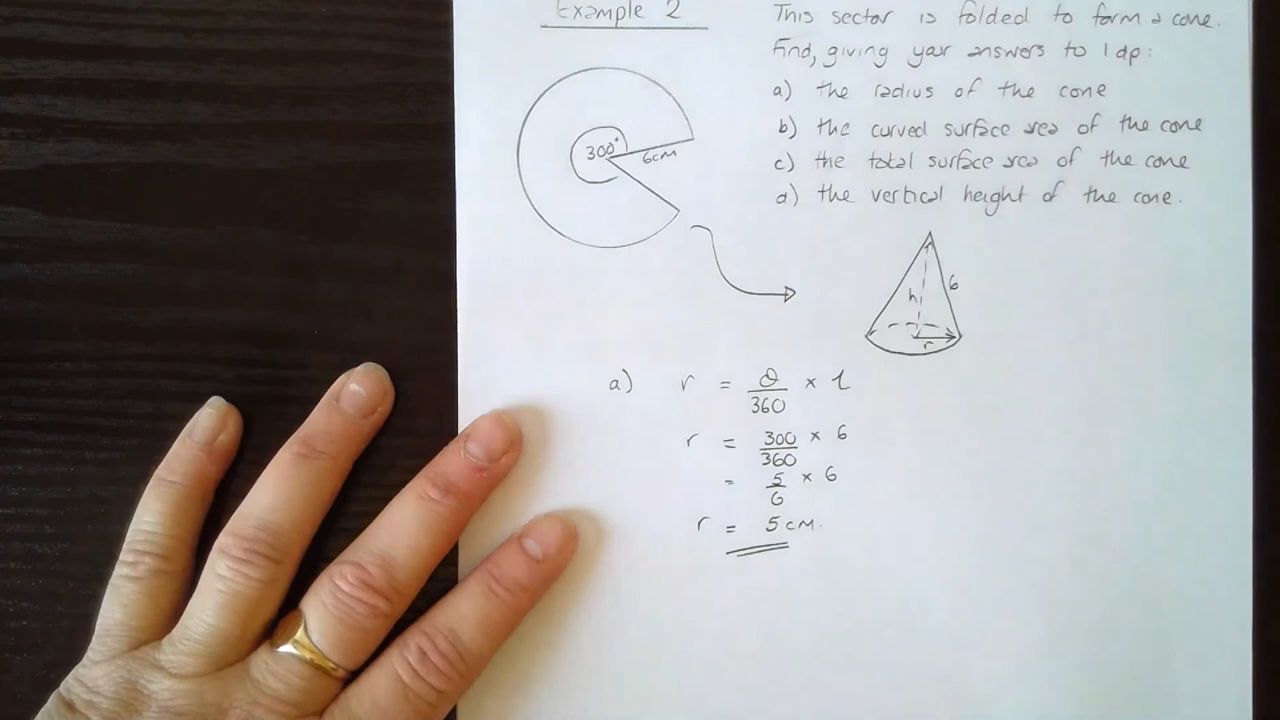 Example 2
This sector is folded to form a cone.
Find, giving your answers to 1 dp:
a) the radius of the cone
b) the curved surface area of the cone
c) the total surface area of the cone
d) the vertical height of the cone.
300°
6cm
h
6
r
a) r = θ/360 × l
r = 300/360 × 6
= 5/6 × 6
r = 5cm.